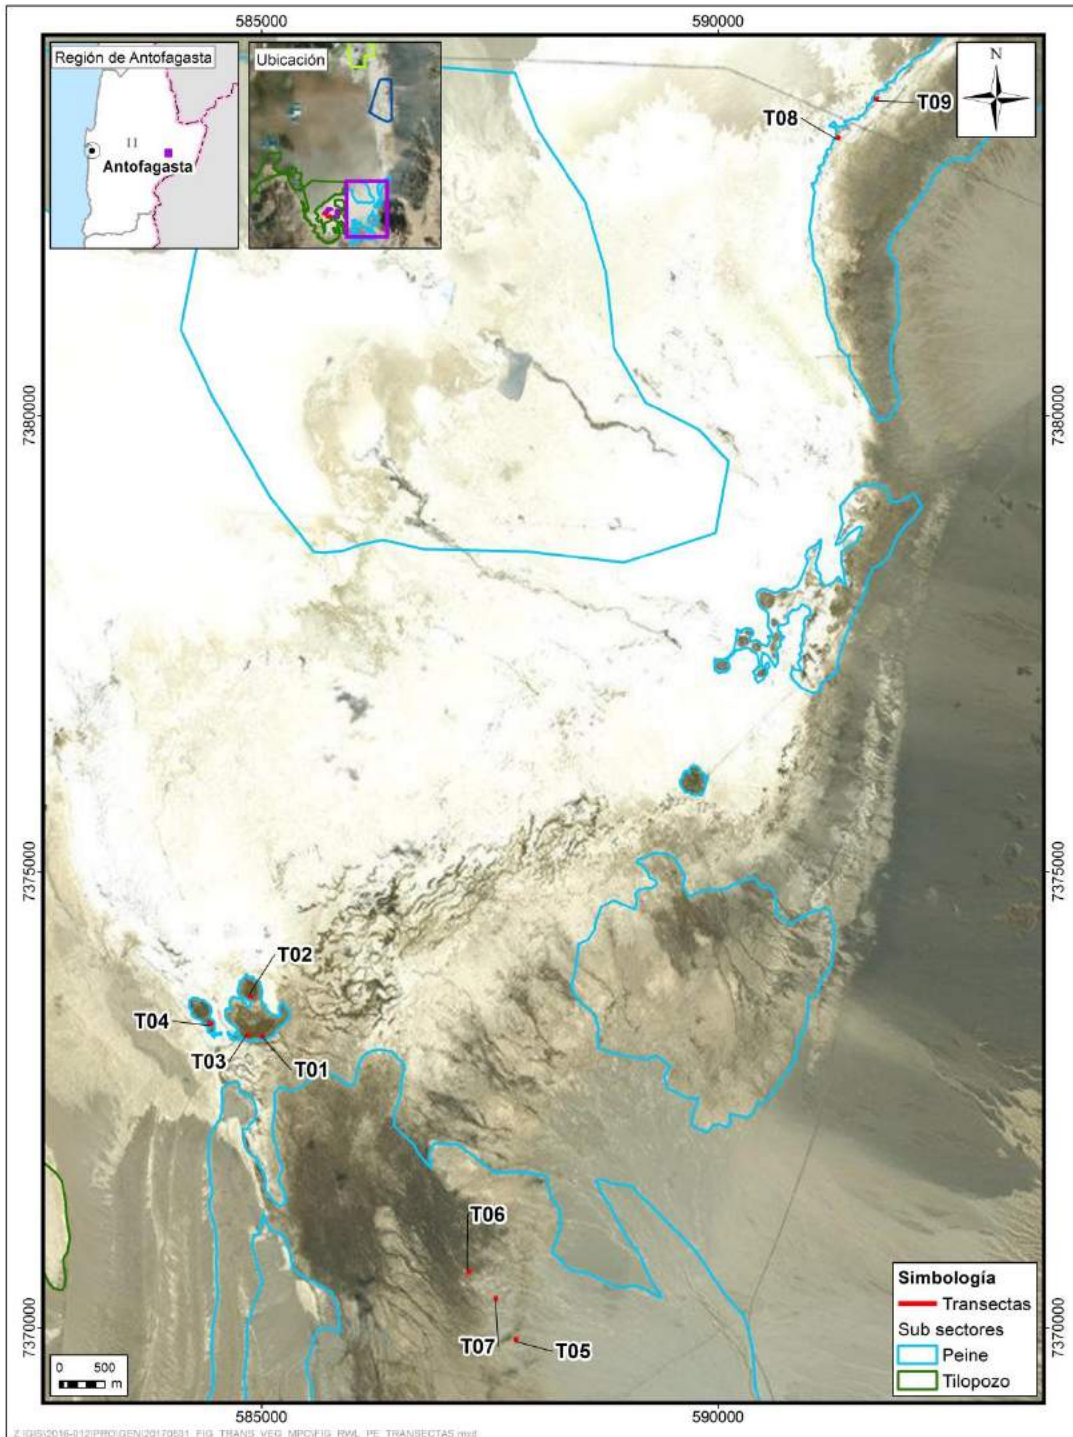 585000
590000
Región de Antofagasta
Ubicación
N
II
Antofagasta
T09
T08
7380000
7380000
7375000
7375000
T02
T04
T03
T01
T06
T07
T05
7370000
7370000
Simbología
Transectas
Sub sectores
Peine
Tilopozo
0 500
m
585000
590000